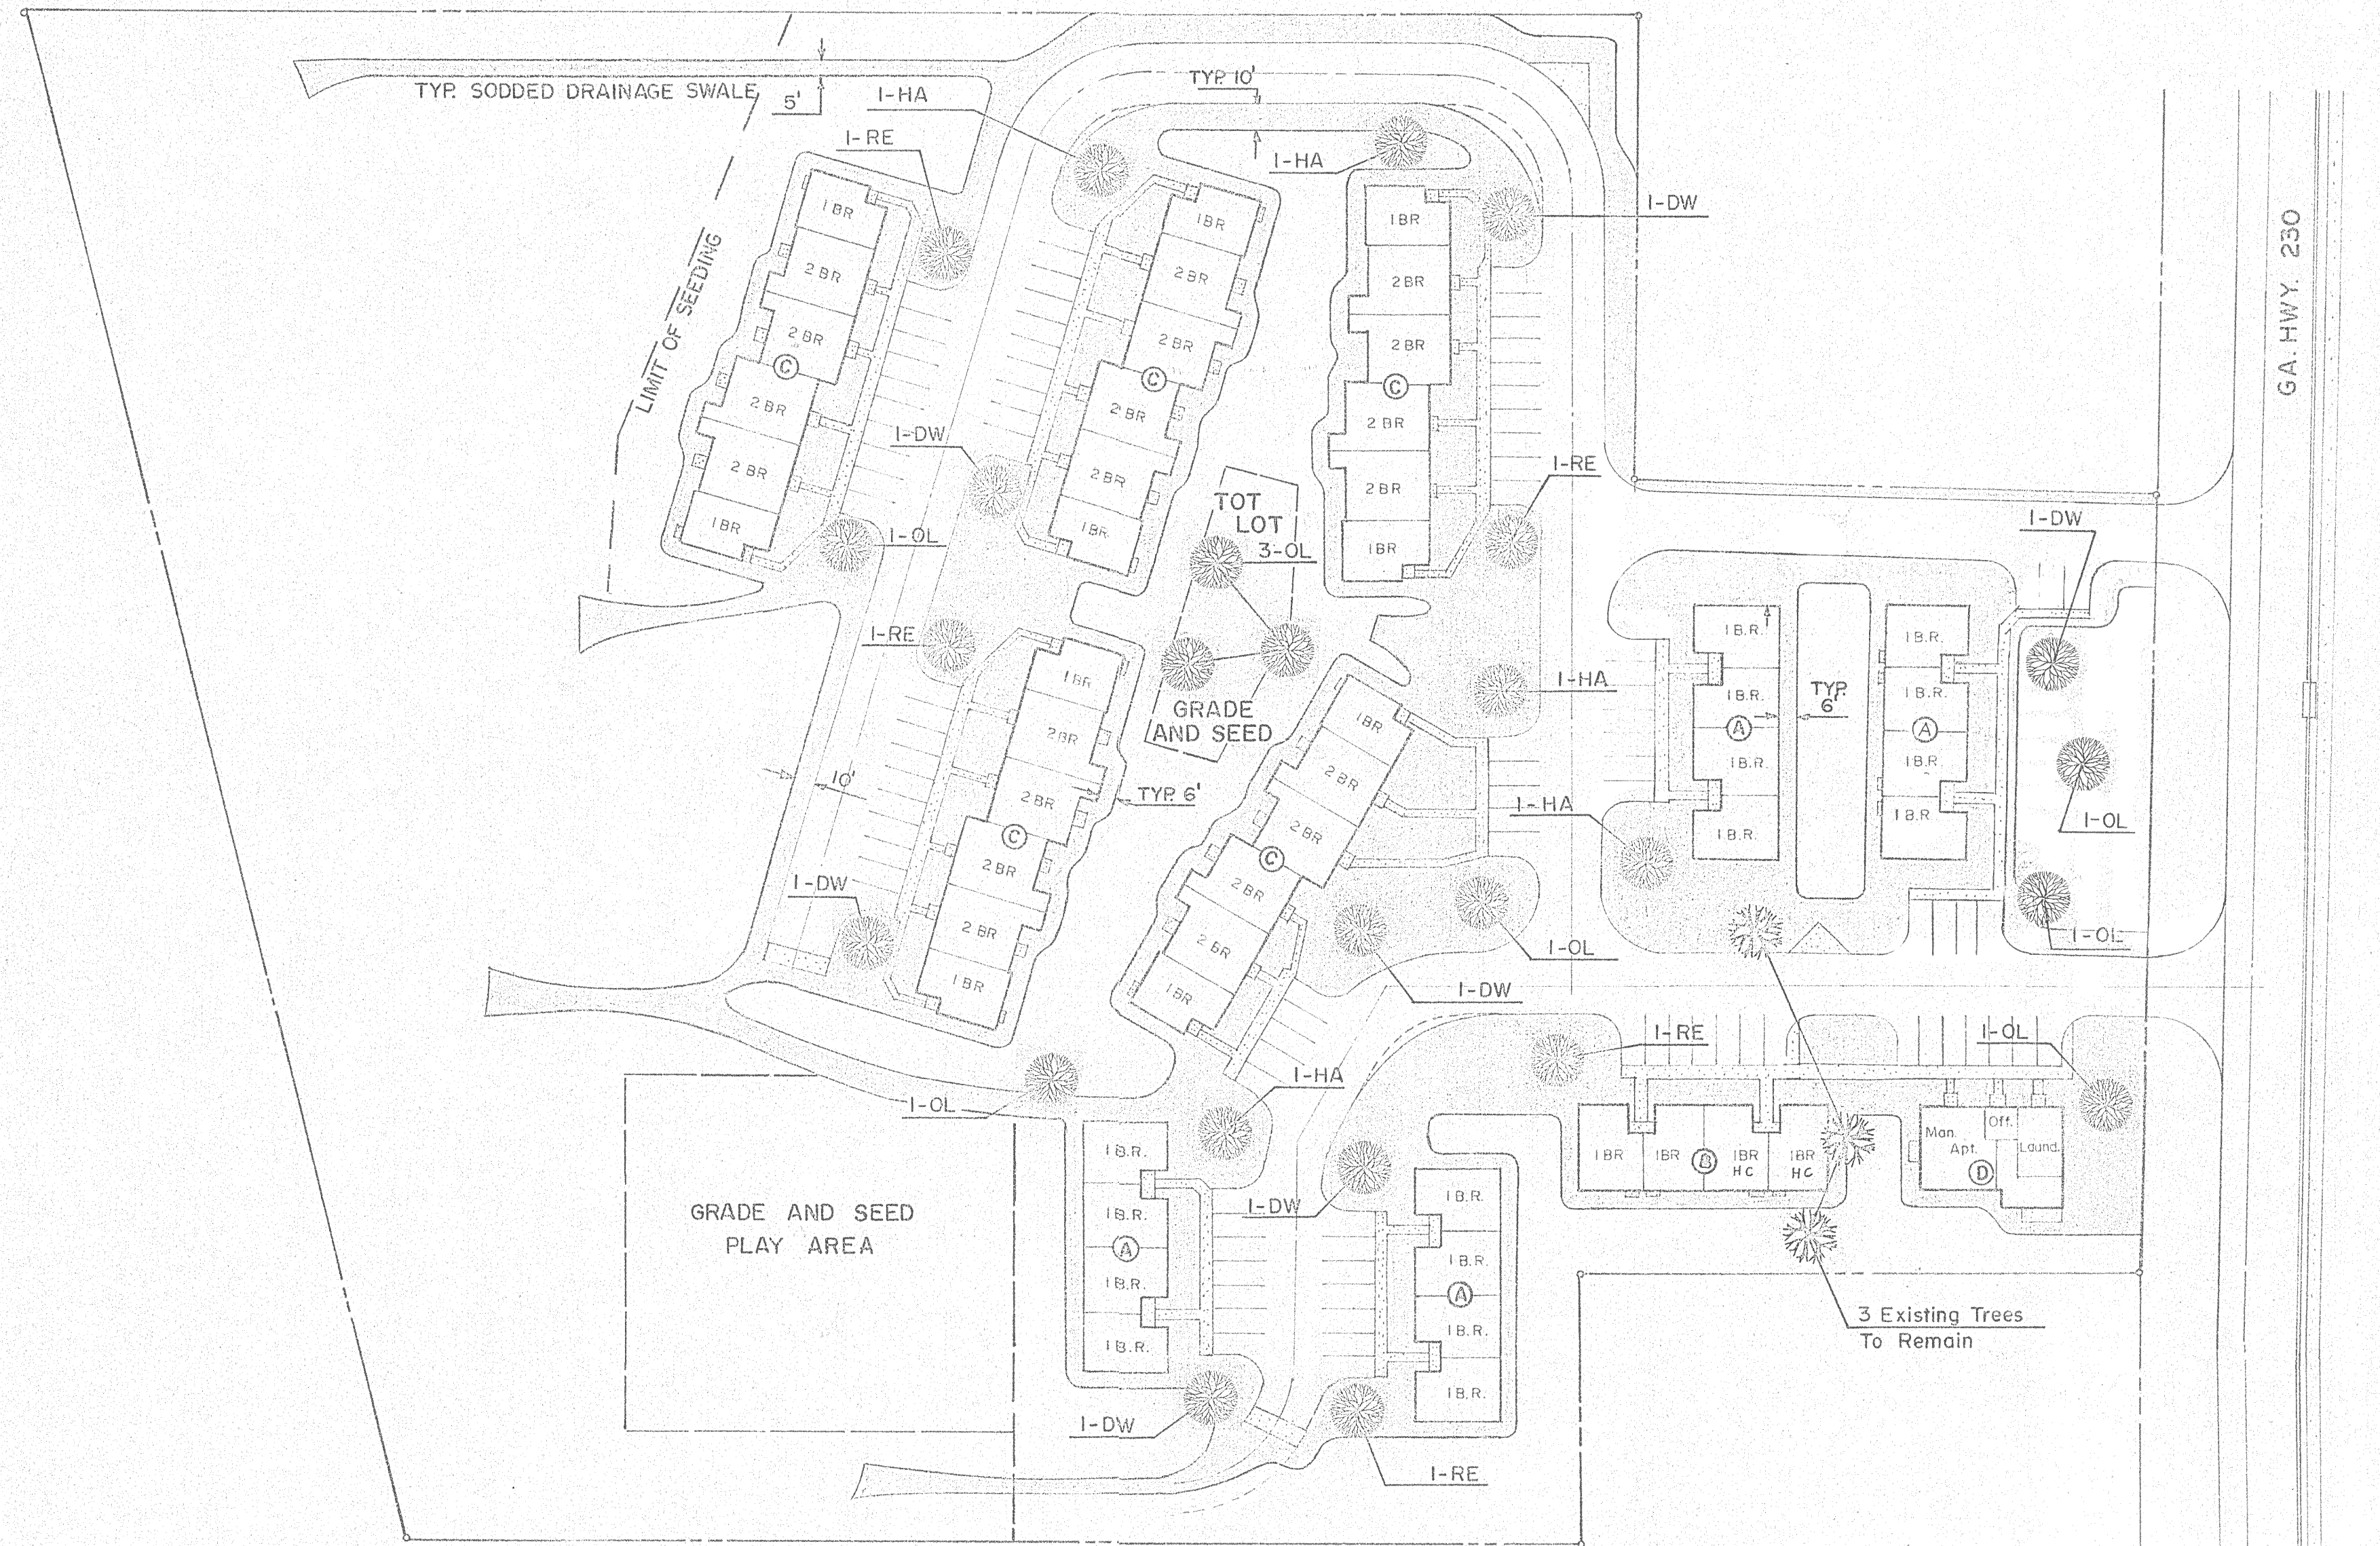 TYP. 10'
TYP. SODDED DRAINAGE SWALE
5'
1-HA
1-RE
1-HA
1-DW
LIMIT OF SEEDING
GA. HWY. 230
1 BR
2 BR
2 BR
C
2 BR
2 BR
1 BR
1 BR
2 BR
2 BR
C
2 BR
2 BR
1 BR
1 BR
2 BR
2 BR
C
2 BR
2 BR
1 BR
1-DW
1-OL
1-RE
1-DW
TOT
LOT
3-OL
GRADE
AND SEED
1-RE
1-HA
1 BR
2 BR
2 BR
C
2 BR
2 BR
1 BR
10'
TYP. 6'
1-DW
1 BR
2 BR
2 BR
C
2 BR
2 BR
1 BR
1-HA
1-OL
1-DW
1 B.R.
1 B.R.
A
1 B.R.
1 B.R.
TYP.
6'
1 B.R.
1 B.R.
A
1 B.R.
1 B.R
1-OL
1-OL
1-RE
1-OL
1-HA
1-OL
1 BR
1 BR
B
1 BR
HC
1 BR
HC
Man.
Apt.
Off.
Laund.
D
GRADE AND SEED
PLAY AREA
1 B.R.
1 B.R.
A
1 B.R.
1 B.R.
1-DW
1 B.R.
1 B.R.
A
1 B.R.
1 B.R.
1-DW
1-RE
3 Existing Trees
To Remain